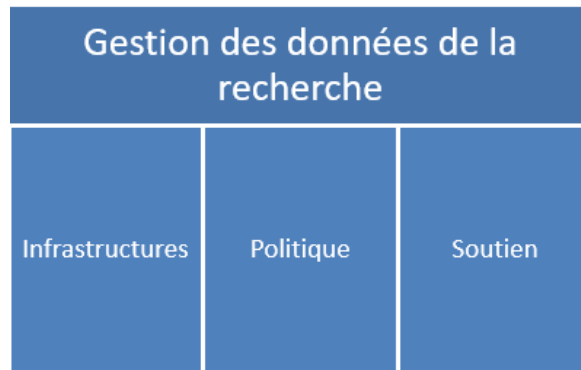 Gestion des données de la
recherche
Infrastructures
Politique
Soutien